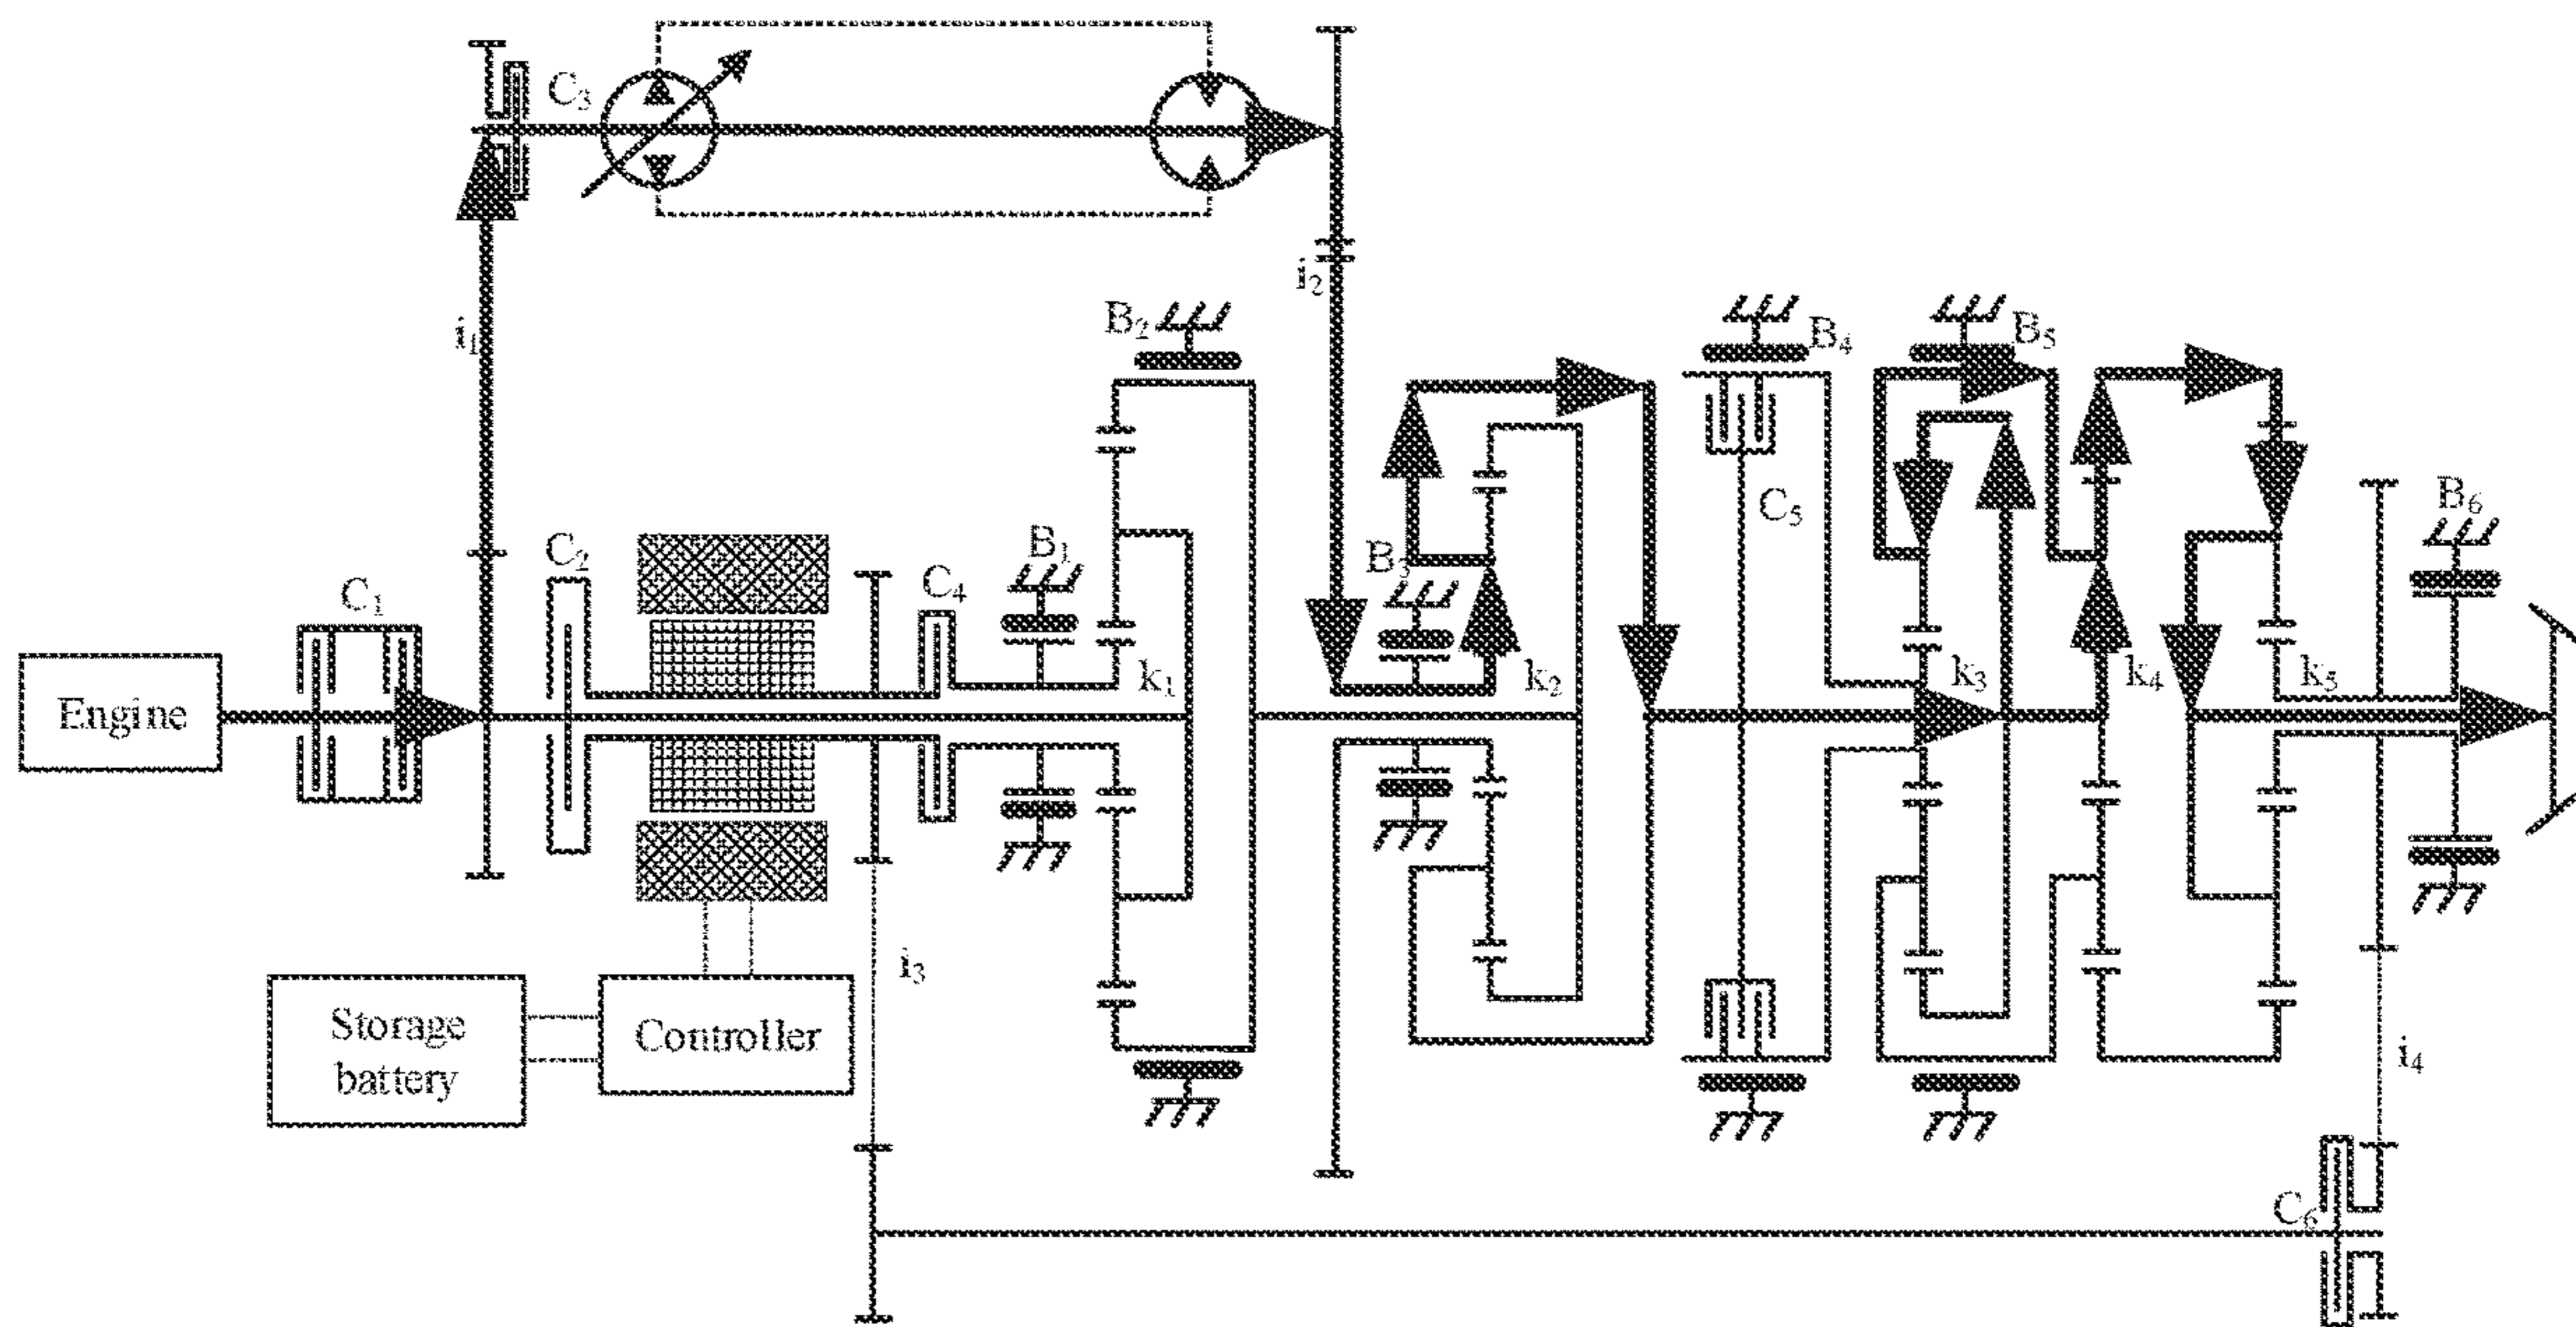 C₃
i₂
i₁
B₂
B₄
B₅
C₅
B₆
C₂
B₁
B₃
C₁
C₄
k₁
k₂
k₃
k₄
k₅
Engine
i₃
Storage
battery
Controller
i₄
C₆